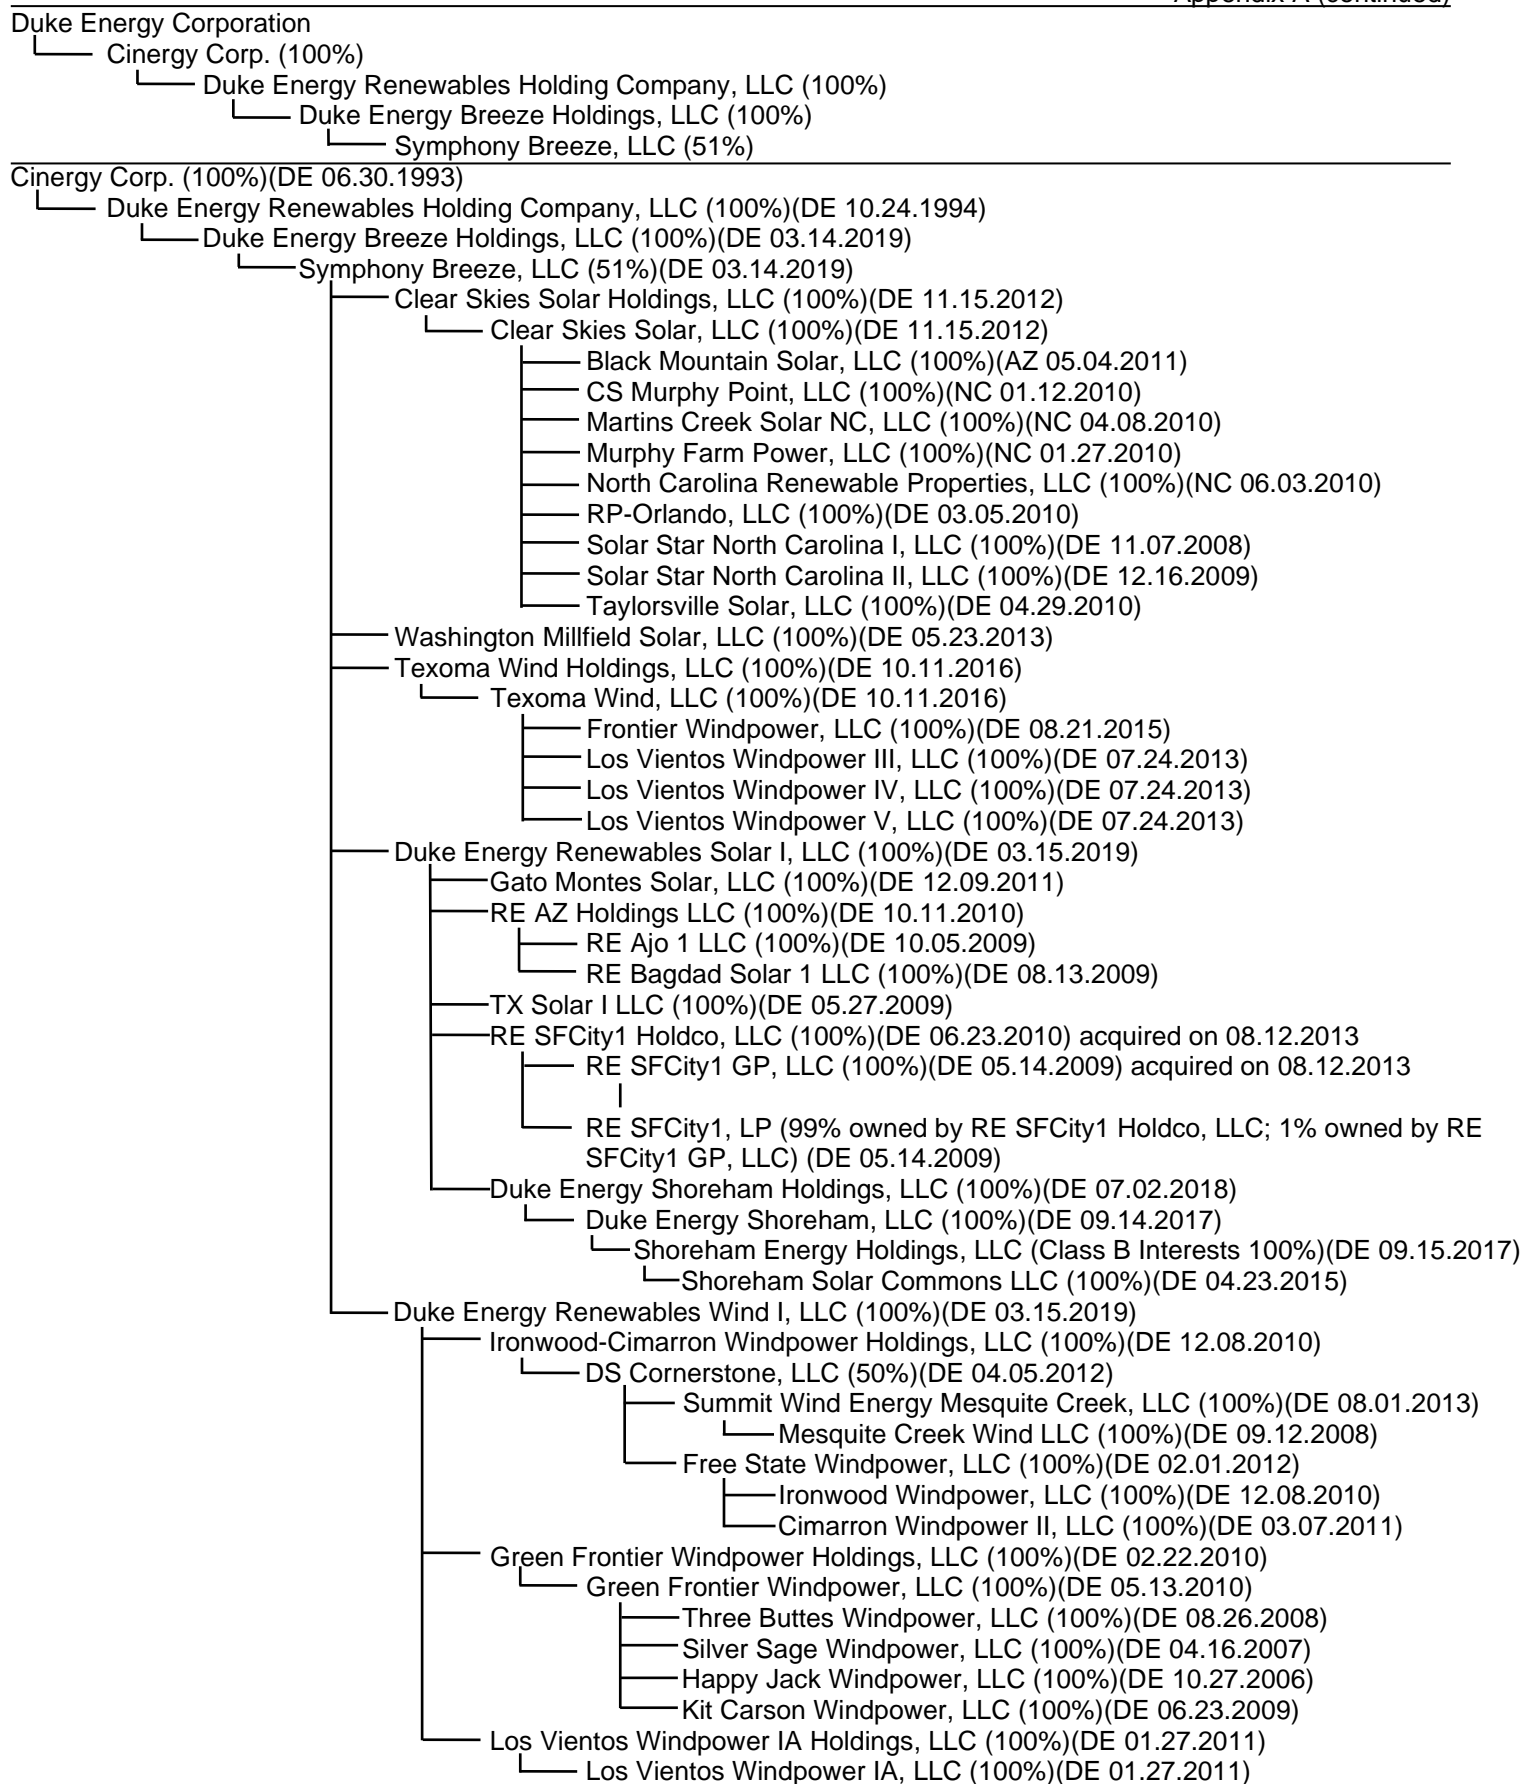 Appendix A (continued)
Duke Energy Corporation
Cinergy Corp. (100%)
Duke Energy Renewables Holding Company, LLC (100%)
Duke Energy Breeze Holdings, LLC (100%)
Symphony Breeze, LLC (51%)
Cinergy Corp. (100%)(DE 06.30.1993)
Duke Energy Renewables Holding Company, LLC (100%)(DE 10.24.1994)
Duke Energy Breeze Holdings, LLC (100%)(DE 03.14.2019)
Symphony Breeze, LLC (51%)(DE 03.14.2019)
Clear Skies Solar Holdings, LLC (100%)(DE 11.15.2012)
Clear Skies Solar, LLC (100%)(DE 11.15.2012)
Black Mountain Solar, LLC (100%)(AZ 05.04.2011)
CS Murphy Point, LLC (100%)(NC 01.12.2010)
Martins Creek Solar NC, LLC (100%)(NC 04.08.2010)
Murphy Farm Power, LLC (100%)(NC 01.27.2010)
North Carolina Renewable Properties, LLC (100%)(NC 06.03.2010)
RP-Orlando, LLC (100%)(DE 03.05.2010)
Solar Star North Carolina I, LLC (100%)(DE 11.07.2008)
Solar Star North Carolina II, LLC (100%)(DE 12.16.2009)
Taylorsville Solar, LLC (100%)(DE 04.29.2010)
Washington Millfield Solar, LLC (100%)(DE 05.23.2013)
Texoma Wind Holdings, LLC (100%)(DE 10.11.2016)
Texoma Wind, LLC (100%)(DE 10.11.2016)
Frontier Windpower, LLC (100%)(DE 08.21.2015)
Los Vientos Windpower III, LLC (100%)(DE 07.24.2013)
Los Vientos Windpower IV, LLC (100%)(DE 07.24.2013)
Los Vientos Windpower V, LLC (100%)(DE 07.24.2013)
Duke Energy Renewables Solar I, LLC (100%)(DE 03.15.2019)
Gato Montes Solar, LLC (100%)(DE 12.09.2011)
RE AZ Holdings LLC (100%)(DE 10.11.2010)
RE Ajo 1 LLC (100%)(DE 10.05.2009)
RE Bagdad Solar 1 LLC (100%)(DE 08.13.2009)
TX Solar I LLC (100%)(DE 05.27.2009)
RE SFCity1 Holdco, LLC (100%)(DE 06.23.2010) acquired on 08.12.2013
RE SFCity1 GP, LLC (100%)(DE 05.14.2009) acquired on 08.12.2013
RE SFCity1, LP (99% owned by RE SFCity1 Holdco, LLC; 1% owned by RE
SFCity1 GP, LLC) (DE 05.14.2009)
Duke Energy Shoreham Holdings, LLC (100%)(DE 07.02.2018)
Duke Energy Shoreham, LLC (100%)(DE 09.14.2017)
Shoreham Energy Holdings, LLC (Class B Interests 100%)(DE 09.15.2017)
Shoreham Solar Commons LLC (100%)(DE 04.23.2015)
Duke Energy Renewables Wind I, LLC (100%)(DE 03.15.2019)
Ironwood-Cimarron Windpower Holdings, LLC (100%)(DE 12.08.2010)
DS Cornerstone, LLC (50%)(DE 04.05.2012)
Summit Wind Energy Mesquite Creek, LLC (100%)(DE 08.01.2013)
Mesquite Creek Wind LLC (100%)(DE 09.12.2008)
Free State Windpower, LLC (100%)(DE 02.01.2012)
Ironwood Windpower, LLC (100%)(DE 12.08.2010)
Cimarron Windpower II, LLC (100%)(DE 03.07.2011)
Green Frontier Windpower Holdings, LLC (100%)(DE 02.22.2010)
Green Frontier Windpower, LLC (100%)(DE 05.13.2010)
Three Buttes Windpower, LLC (100%)(DE 08.26.2008)
Silver Sage Windpower, LLC (100%)(DE 04.16.2007)
Happy Jack Windpower, LLC (100%)(DE 10.27.2006)
Kit Carson Windpower, LLC (100%)(DE 06.23.2009)
Los Vientos Windpower IA Holdings, LLC (100%)(DE 01.27.2011)
Los Vientos Windpower IA, LLC (100%)(DE 01.27.2011)